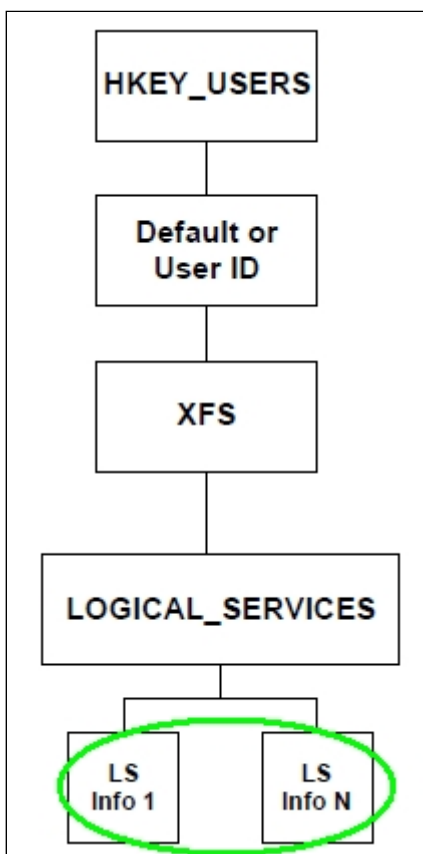 HKEY_USERS
Default or
User ID
XFS
LOGICAL_SERVICES
LS
Info 1
LS
Info N